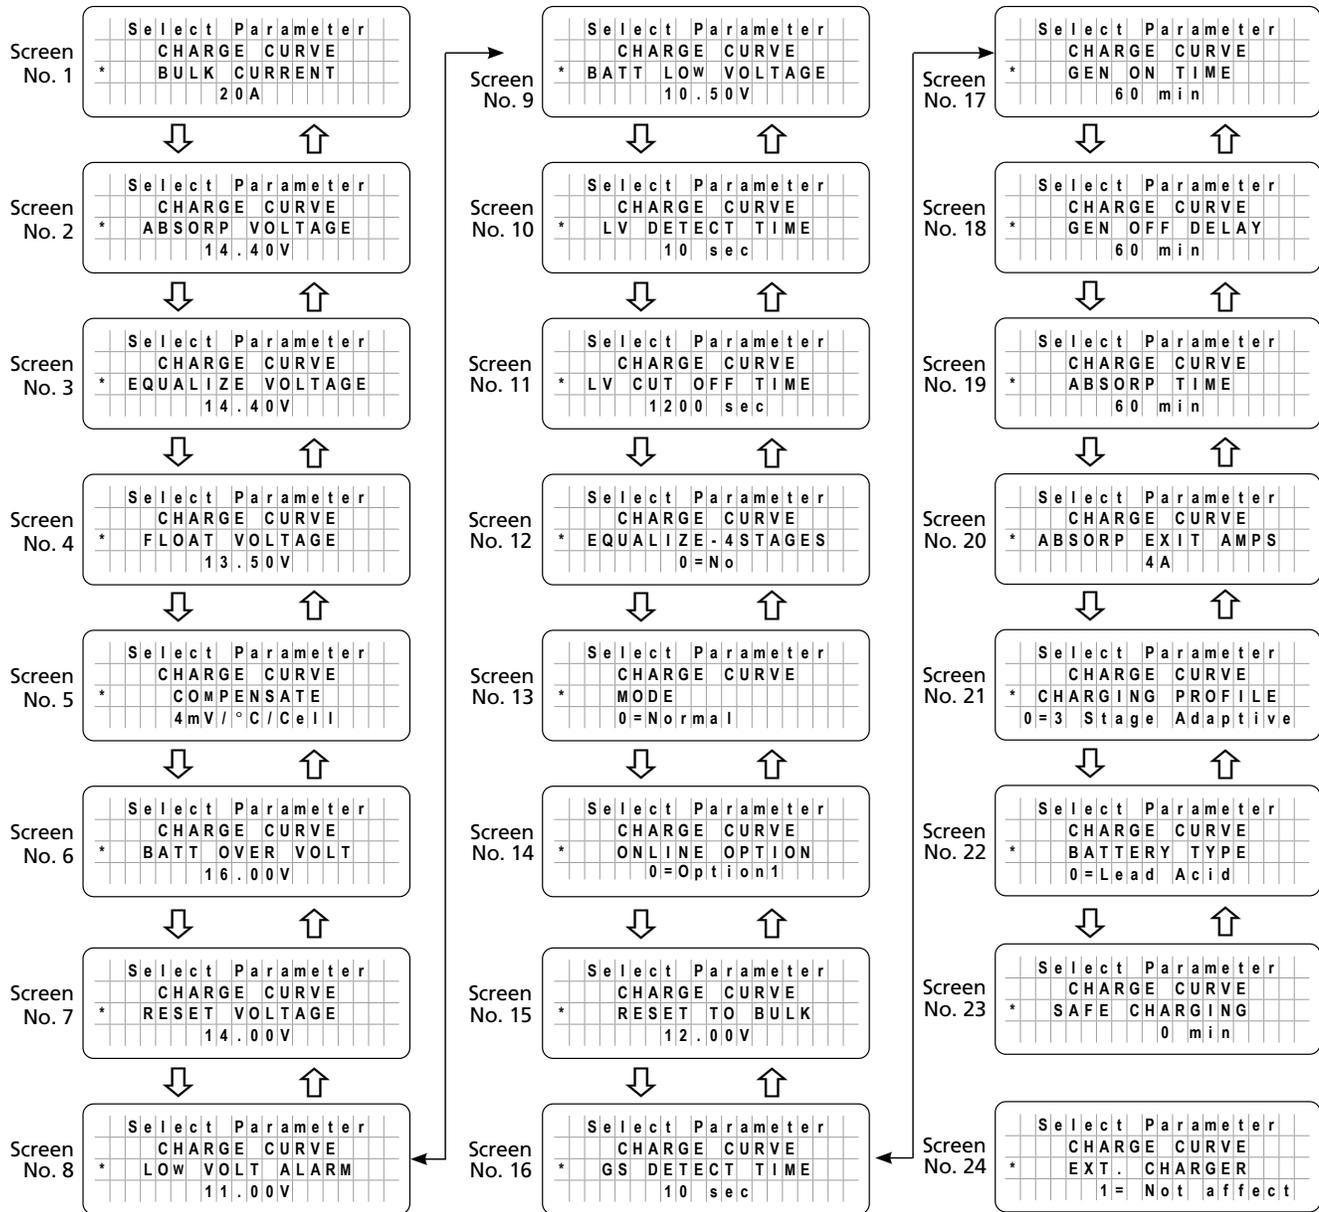 Screen No. 1
Select Parameter
CHARGE CURVE
* BULK CURRENT
20A
Screen No. 2
Select Parameter
CHARGE CURVE
* ABSORP VOLTAGE
14.40V
Screen No. 3
Select Parameter
CHARGE CURVE
* EQUALIZE VOLTAGE
14.40V
Screen No. 4
Select Parameter
CHARGE CURVE
* FLOAT VOLTAGE
13.50V
Screen No. 5
Select Parameter
CHARGE CURVE
* COMPENSATE
4mV/°C/Cell
Screen No. 6
Select Parameter
CHARGE CURVE
* BATT OVER VOLT
16.00V
Screen No. 7
Select Parameter
CHARGE CURVE
* RESET VOLTAGE
14.00V
Screen No. 8
Select Parameter
CHARGE CURVE
* LOW VOLT ALARM
11.00V
Screen No. 9
Select Parameter
CHARGE CURVE
* BATT LOW VOLTAGE
10.50V
Screen No. 10
Select Parameter
CHARGE CURVE
* LV DETECT TIME
10 sec
Screen No. 11
Select Parameter
CHARGE CURVE
* LV CUT OFF TIME
1200 sec
Screen No. 12
Select Parameter
CHARGE CURVE
* EQUALIZE-4STAGES
0=No
Screen No. 13
Select Parameter
CHARGE CURVE
* MODE
0=Normal
Screen No. 14
Select Parameter
CHARGE CURVE
* ONLINE OPTION
0=Option1
Screen No. 15
Select Parameter
CHARGE CURVE
* RESET TO BULK
12.00V
Screen No. 16
Select Parameter
CHARGE CURVE
* GS DETECT TIME
10 sec
Screen No. 17
Select Parameter
CHARGE CURVE
* GEN ON TIME
60 min
Screen No. 18
Select Parameter
CHARGE CURVE
* GEN OFF DELAY
60 min
Screen No. 19
Select Parameter
CHARGE CURVE
* ABSORP TIME
60 min
Screen No. 20
Select Parameter
CHARGE CURVE
* ABSORP EXIT AMPS
4A
Screen No. 21
Select Parameter
CHARGE CURVE
* CHARGING PROFILE
0=3 Stage Adaptive
Screen No. 22
Select Parameter
CHARGE CURVE
* BATTERY TYPE
0=Lead Acid
Screen No. 23
Select Parameter
CHARGE CURVE
* SAFE CHARGING
0 min
Screen No. 24
Select Parameter
CHARGE CURVE
* EXT. CHARGER
1= Not affect